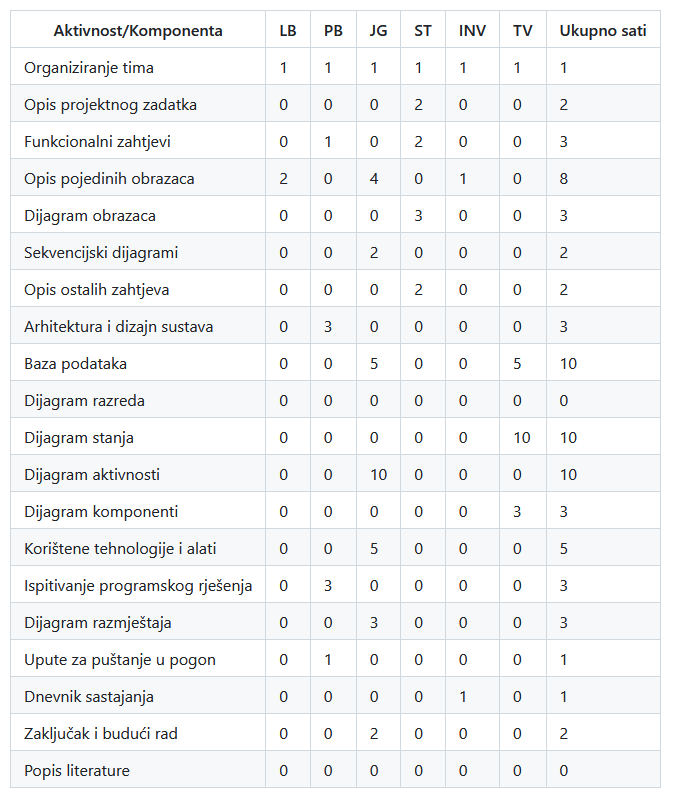 Aktivnost/Komponenta LB PB JG ST INV TV Ukupno sati
Organiziranje tima 1 1 1 1 1 1 1
Opis projektnog zadatka 0 0 0 2 0 0 2
Funkcionalni zahtjevi 0 1 0 2 0 0 3
Opis pojedinih obrazaca 2 0 4 0 1 0 8
Dijagram obrazaca 0 0 0 3 0 0 3
Sekvencijski dijagrami 0 0 2 0 0 0 2
Opis ostalih zahtjeva 0 0 0 2 0 0 2
Arhitektura i dizajn sustava 0 3 0 0 0 0 3
Baza podataka 0 0 5 0 0 5 10
Dijagram razreda 0 0 0 0 0 0 0
Dijagram stanja 0 0 0 0 0 10 10
Dijagram aktivnosti 0 0 10 0 0 0 10
Dijagram komponenti 0 0 0 0 0 3 3
Korištene tehnologije i alati 0 0 5 0 0 0 5
Ispitivanje programskog rješenja 0 3 0 0 0 0 3
Dijagram razmještaja 0 0 3 0 0 0 3
Upute za puštanje u pogon 0 1 0 0 0 0 1
Dnevnik sastajanja 0 0 0 0 1 0 1
Zaključak i budući rad 0 0 2 0 0 0 2
Popis literature 0 0 0 0 0 0 0